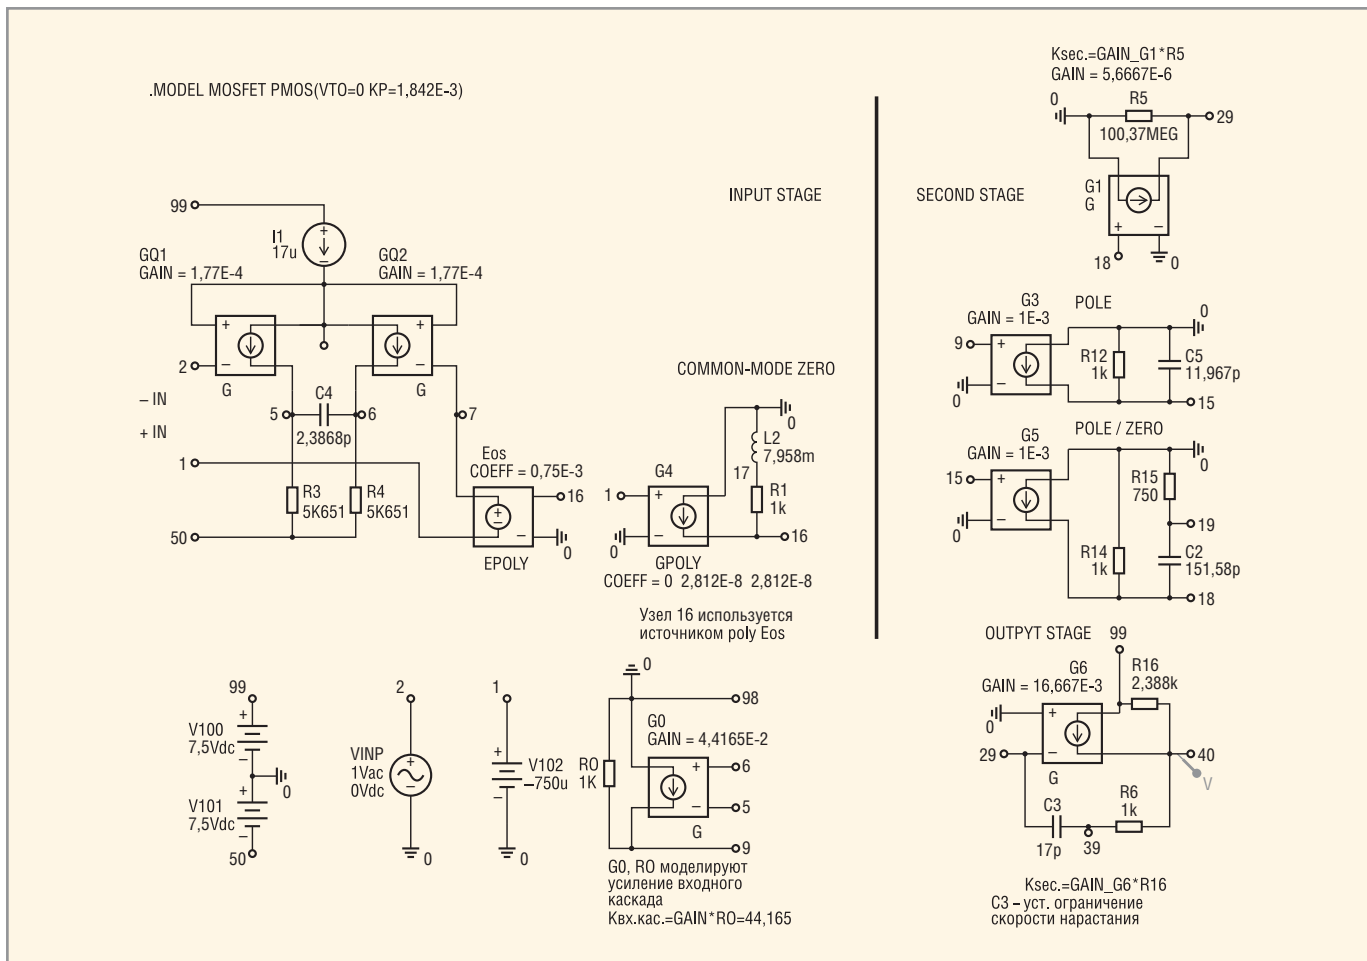 .MODEL MOSFET PMOS(VTO=0 KP=1,842E-3)
INPUT STAGE
99
I1
17u
GQ1
GAIN = 1,77E-4
GQ2
GAIN = 1,77E-4
+
–
+
–
+
–
2
G
G
– IN
+ IN
5
C4
6
2,3868p
7
1
R3
5K651
R4
5K651
50
Eos
COEFF = 0,75E-3
+
–
–
16
0
EPOLY
COMMON-MODE ZERO
0
L2
7,958m
17
G4
1
+
–
R1
1k
16
0
GPOLY
COEFF = 0 2,812E-8 2,812E-8
Узел 16 используется
источником poly Eos
99
+
V100
7,5Vdc
–
0
+
V101
7,5Vdc
–
50
2
VINP
1Vac
0Vdc
+
–
0
1
+
V102
–750u
–
0
0
98
G0
GAIN = 4,4165E-2
RO
1K
+
6
–
5
G
9
G0, RO моделируют
усиление входного
каскада
Kвх.кас.=GAIN*RO=44,165
SECOND STAGE
Ksec.=GAIN_G1*R5
GAIN = 5,6667E-6
0
R5
29
100,37MEG
G1
G
+
–
18
0
G3
GAIN = 1E-3
POLE
0
9
+
–
R12
1k
C5
11,967p
0
15
G5
GAIN = 1E-3
POLE / ZERO
0
15
+
–
R15
750
0
19
R14
1k
C2
151,58p
18
OUTPYT STAGE
99
G6
GAIN = 16,667E-3
R16
2,388k
0
+
29
–
40
G
V
C3
17p
39
R6
1k
Ksec.=GAIN_G6*R16
C3 – уст. ограничение
скорости нарастания